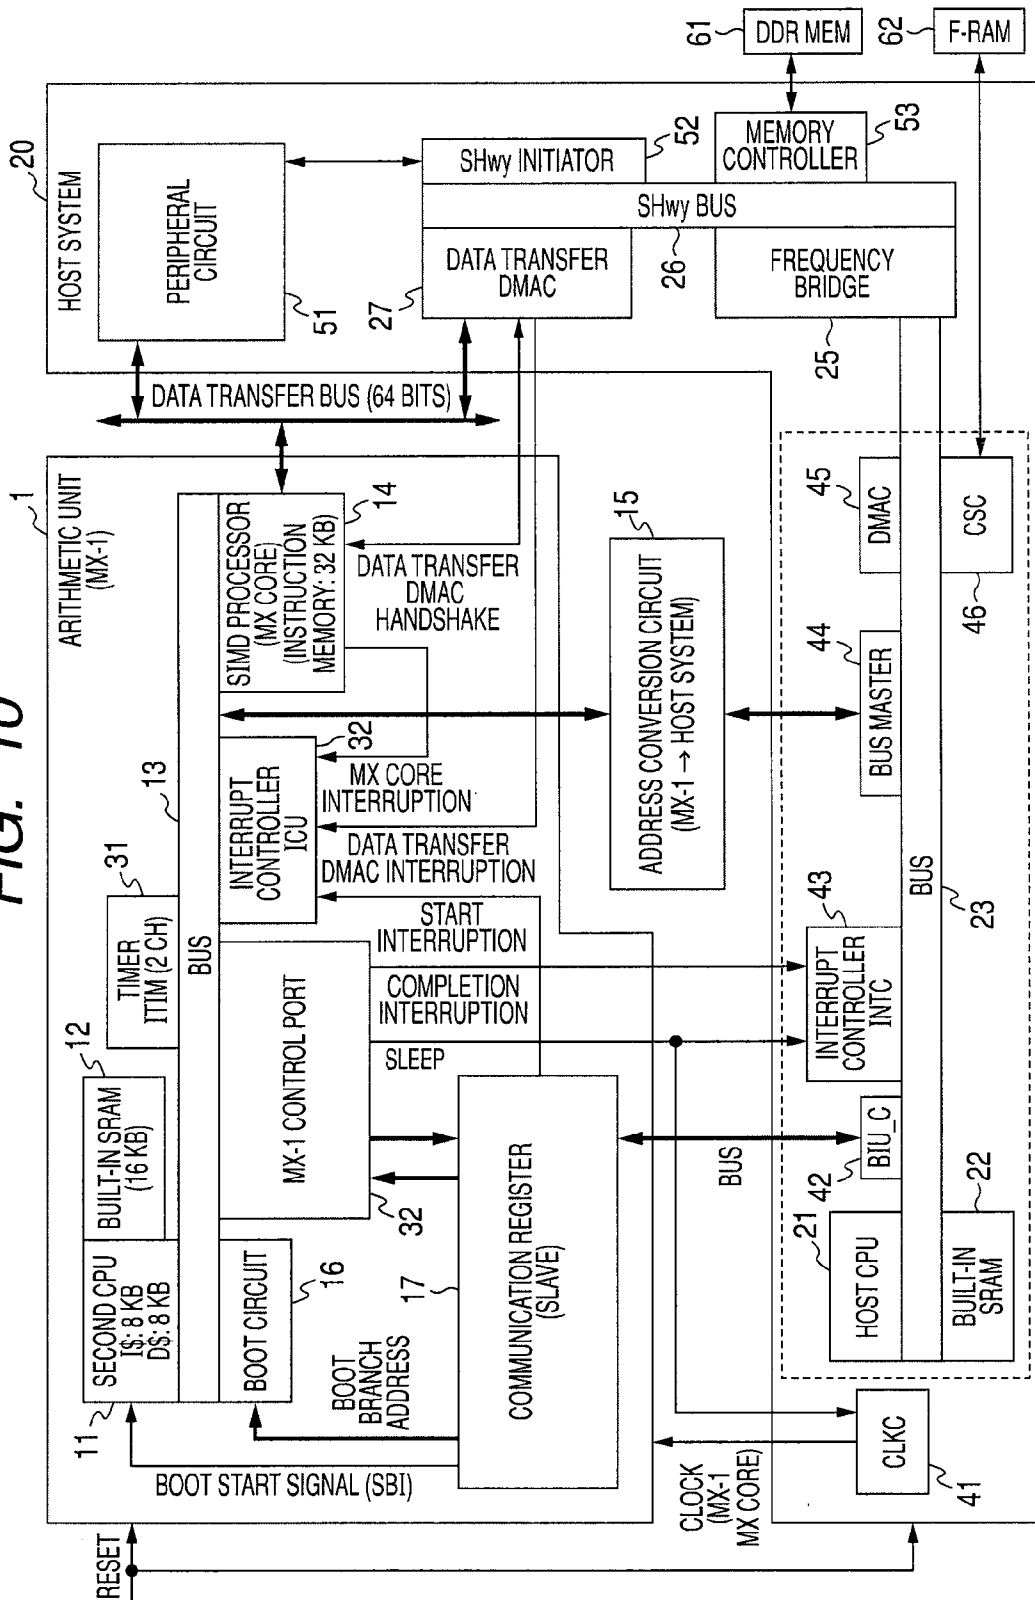 FIG. 10
RESET
1
ARITHMETIC UNIT
(MX-1)
11
SECOND CPU
I$: 8 KB
D$: 8 KB
12
BUILT-IN SRAM
(16 KB)
31
TIMER
ITIM (2 CH)
13
BUS
BOOT CIRCUIT
16
MX-1 CONTROL PORT
32
INTERRUPT
CONTROLLER
ICU
32
SIMD PROCESSOR
(MX CORE)
(INSTRUCTION
MEMORY: 32 KB)
14
BOOT START SIGNAL (SBI)
BOOT
BRANCH
ADDRESS
17
COMMUNICATION REGISTER
(SLAVE)
SLEEP
COMPLETION
INTERRUPTION
START
INTERRUPTION
DATA TRANSFER
DMAC INTERRUPTION
MX CORE
INTERRUPTION
DATA TRANSFER
DMAC
HANDSHAKE
ADDRESS CONVERSION CIRCUIT
(MX-1 → HOST SYSTEM)
15
DATA TRANSFER BUS (64 BITS)
20
HOST SYSTEM
PERIPHERAL
CIRCUIT
51
27
DATA TRANSFER
DMAC
SHwy INITIATOR
52
SHwy BUS
26
MEMORY
CONTROLLER
53
FREQUENCY
BRIDGE
25
61
DDR MEM
62
F-RAM
CLOCK
(MX-1
MX CORE)
CLKC
41
BUS
21
HOST CPU
BUILT-IN
SRAM
22
42
BIU_C
INTERRUPT
CONTROLLER
INTC
43
BUS
23
BUS MASTER
44
DMAC
45
CSC
46